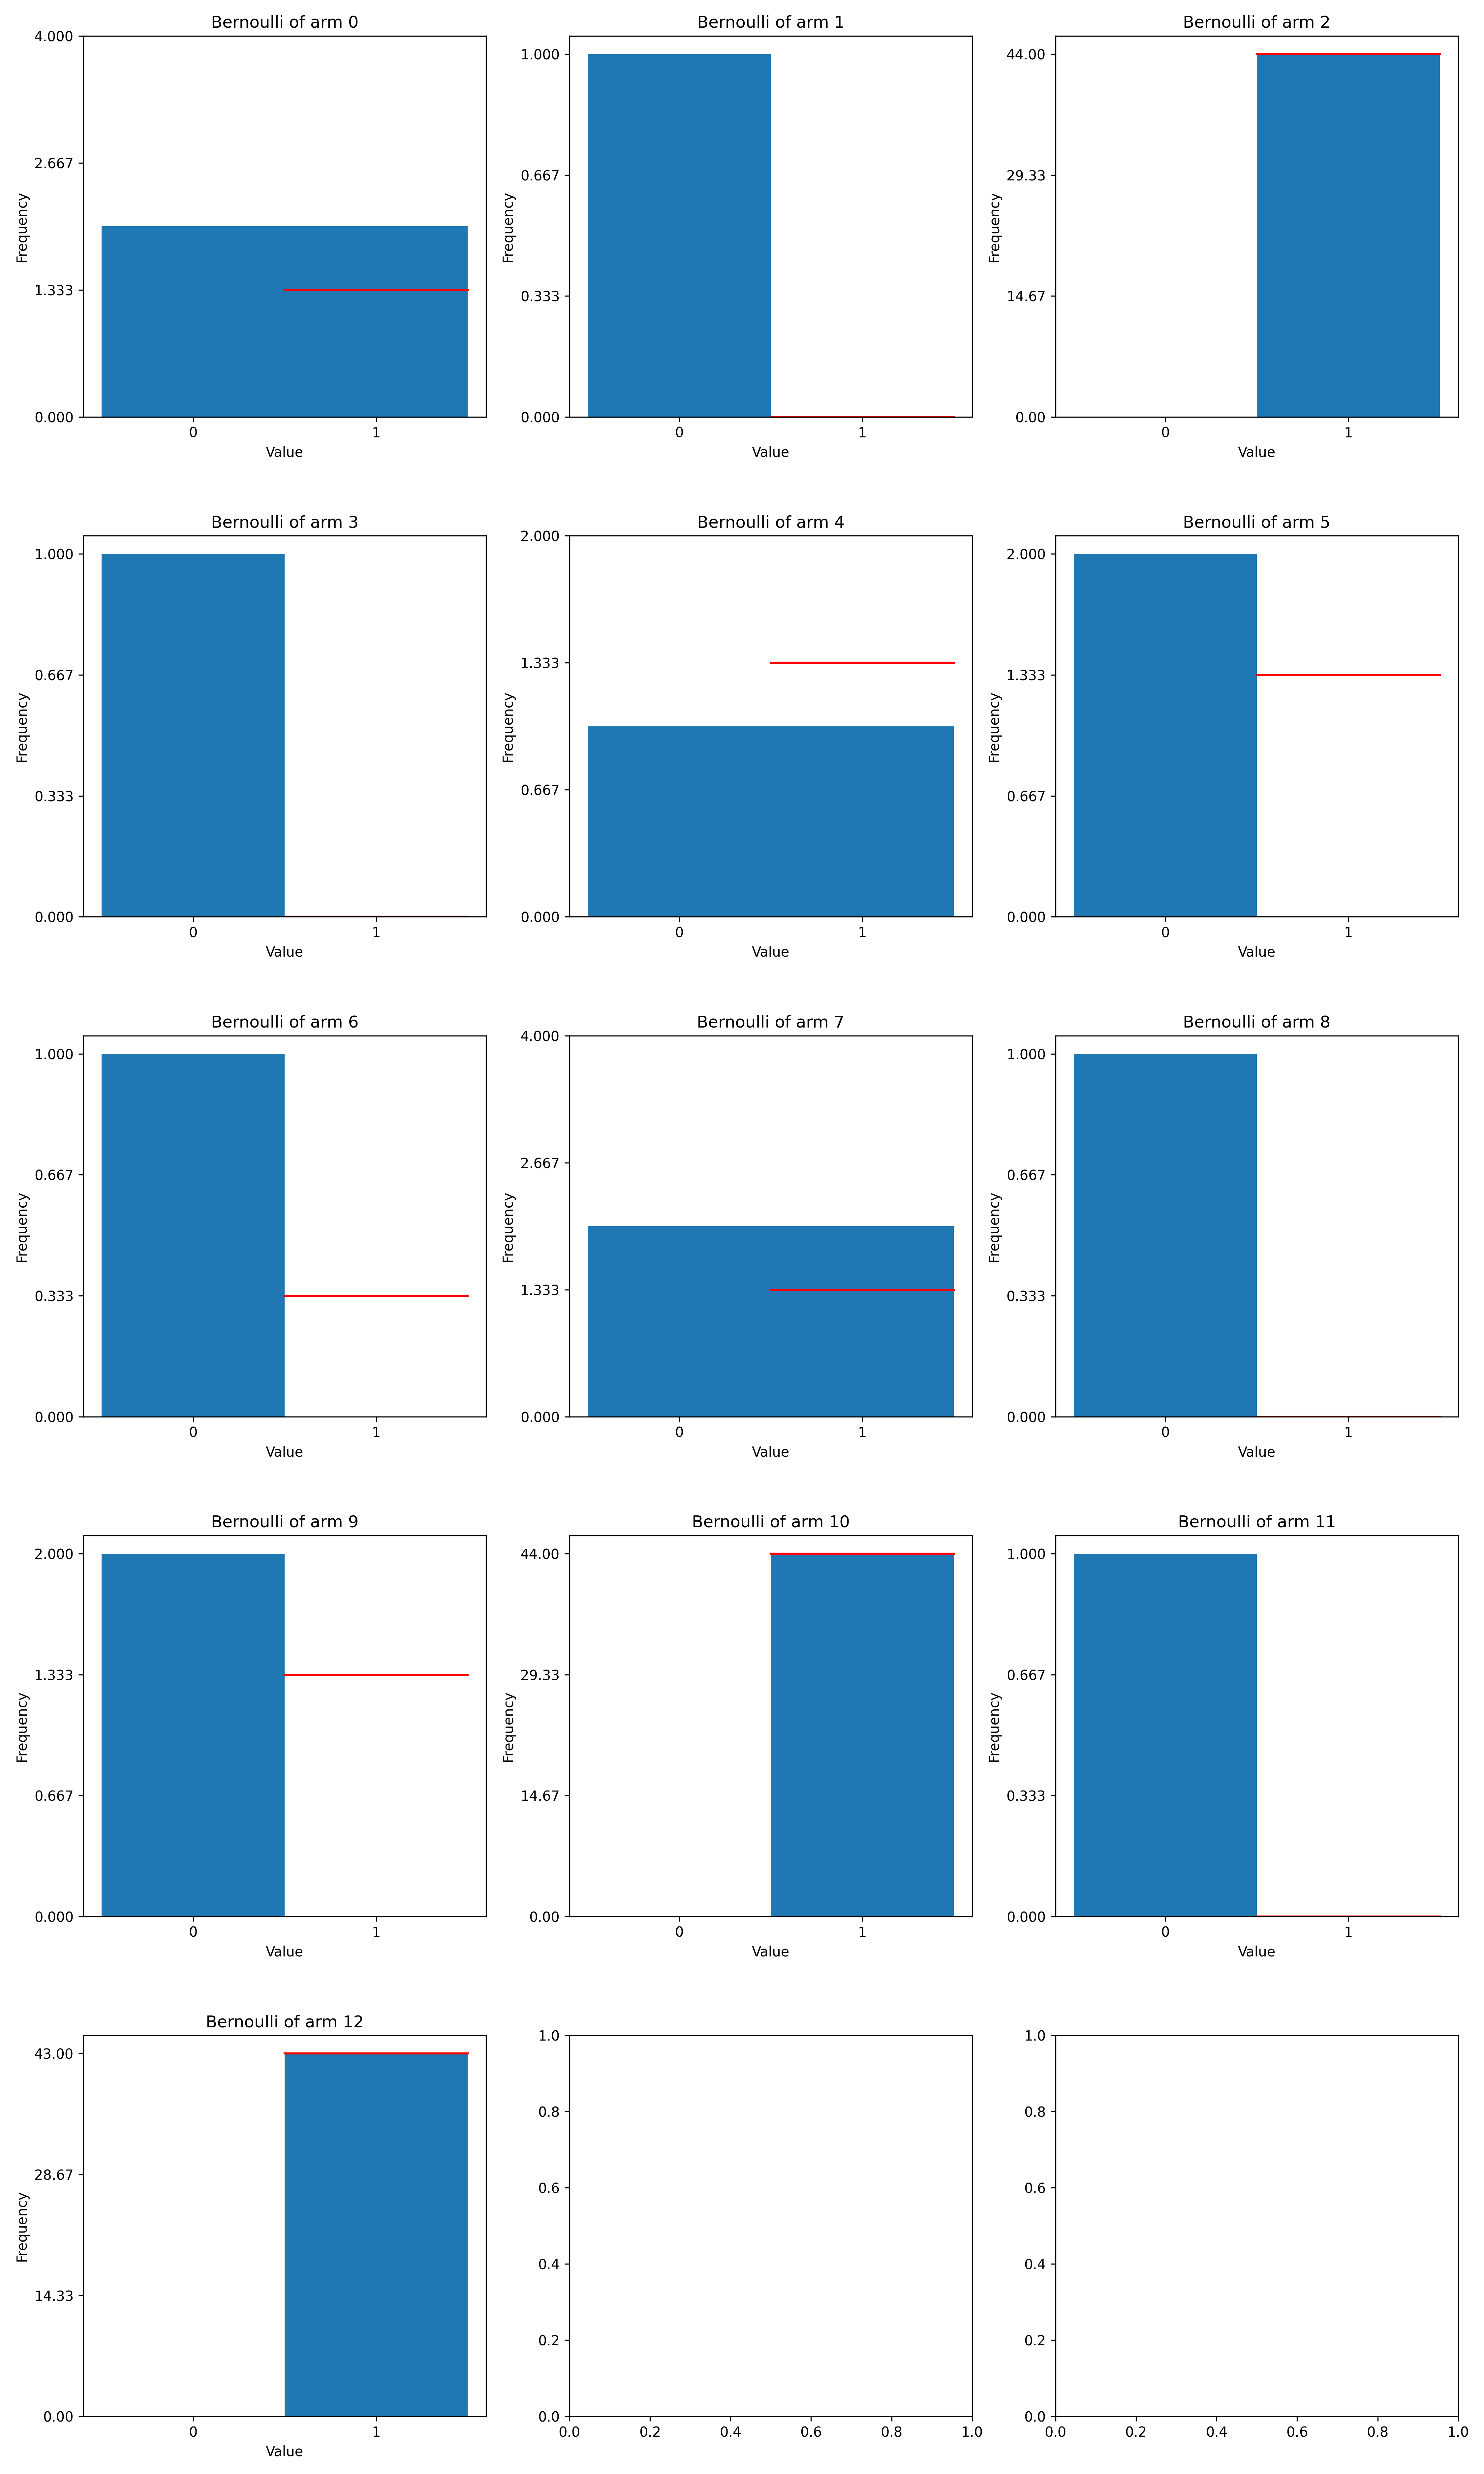 Bernoulli of arm 0
4.000
2.667
1.333
0.000
Frequency
0 1
Value
Bernoulli of arm 1
1.000
0.667
0.333
0.000
Frequency
0 1
Value
Bernoulli of arm 2
44.00
29.33
14.67
0.00
Frequency
0 1
Value
Bernoulli of arm 3
1.000
0.667
0.333
0.000
Frequency
0 1
Value
Bernoulli of arm 4
2.000
1.333
0.667
0.000
Frequency
0 1
Value
Bernoulli of arm 5
2.000
1.333
0.667
0.000
Frequency
0 1
Value
Bernoulli of arm 6
1.000
0.667
0.333
0.000
Frequency
0 1
Value
Bernoulli of arm 7
4.000
2.667
1.333
0.000
Frequency
0 1
Value
Bernoulli of arm 8
1.000
0.667
0.333
0.000
Frequency
0 1
Value
Bernoulli of arm 9
2.000
1.333
0.667
0.000
Frequency
0 1
Value
Bernoulli of arm 10
44.00
29.33
14.67
0.00
Frequency
0 1
Value
Bernoulli of arm 11
1.000
0.667
0.333
0.000
Frequency
0 1
Value
Bernoulli of arm 12
43.00
28.67
14.33
0.00
Frequency
0 1
Value
1.0
0.8
0.6
0.4
0.2
0.0
0.0 0.2 0.4 0.6 0.8 1.0
1.0
0.8
0.6
0.4
0.2
0.0
0.0 0.2 0.4 0.6 0.8 1.0